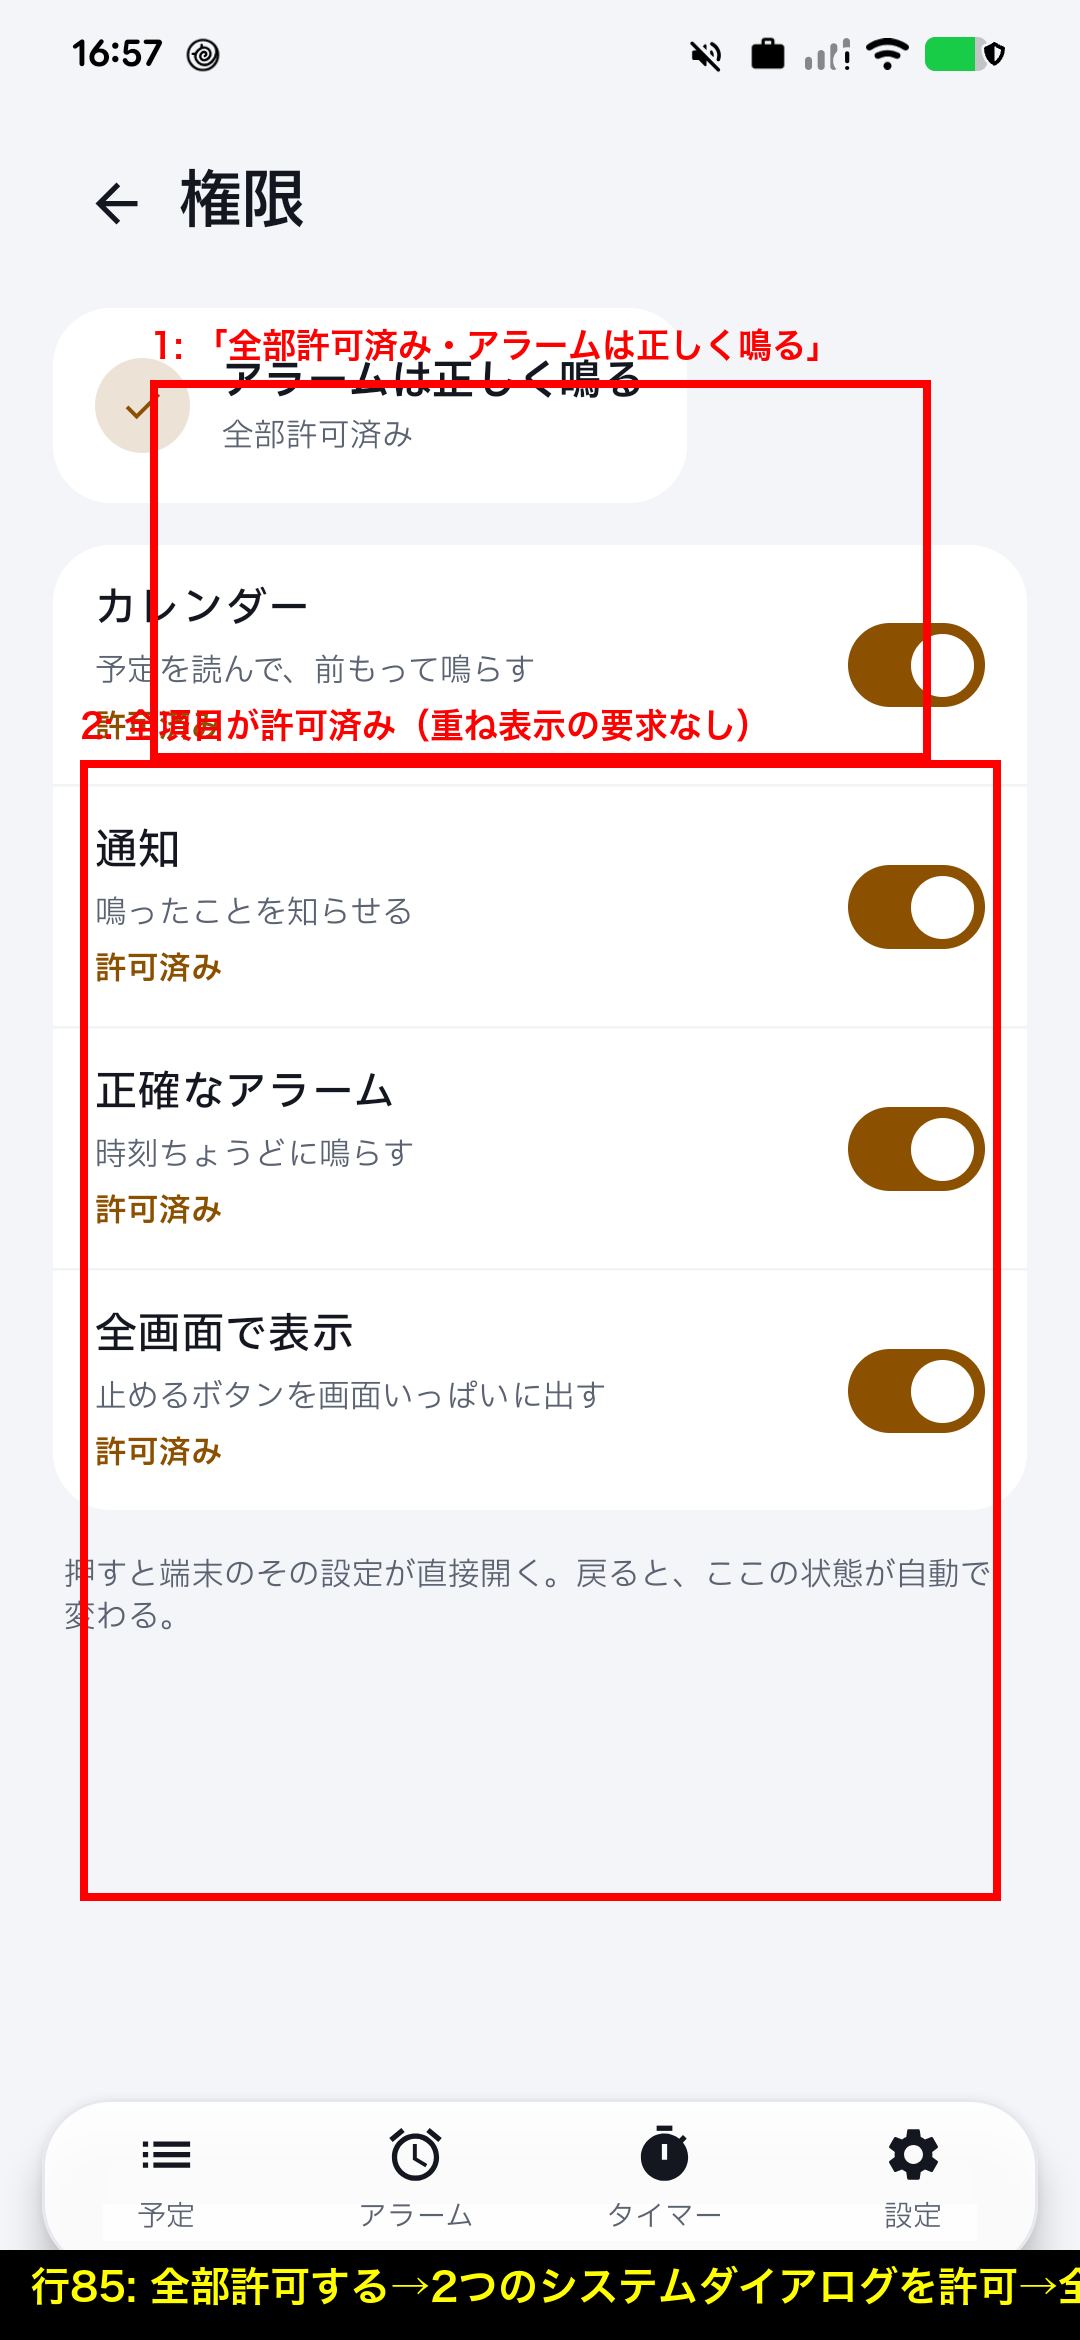 16:57
権限
1: 「全部許可済み・アラームは正しく鳴る」
アラームは正しく鳴る
全部許可済み
カレンダー
予定を読んで、前もって鳴らす
許可済み
2: 全項目が許可済み（重ね表示の要求なし）
通知
鳴ったことを知らせる
許可済み
正確なアラーム
時刻ちょうどに鳴らす
許可済み
全画面で表示
止めるボタンを画面いっぱいに出す
許可済み
押すと端末のその設定が直接開く。戻ると、ここの状態が自動で
変わる。
予定
アラーム
タイマー
設定
行85: 全部許可する→2つのシステムダイアログを許可→全